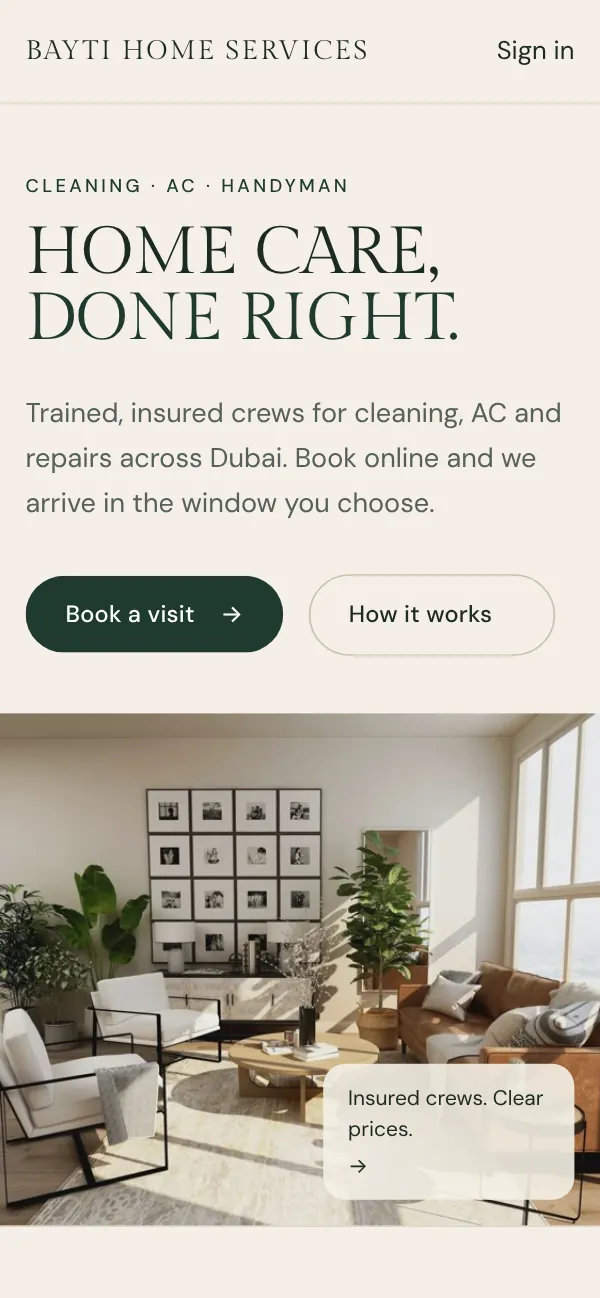 BAYTI HOME SERVICES
Sign in
CLEANING · AC · HANDYMAN
HOME CARE,
DONE RIGHT.
Trained, insured crews for cleaning, AC and
repairs across Dubai. Book online and we
arrive in the window you choose.
Book a visit →
How it works
Insured crews. Clear
prices.
→